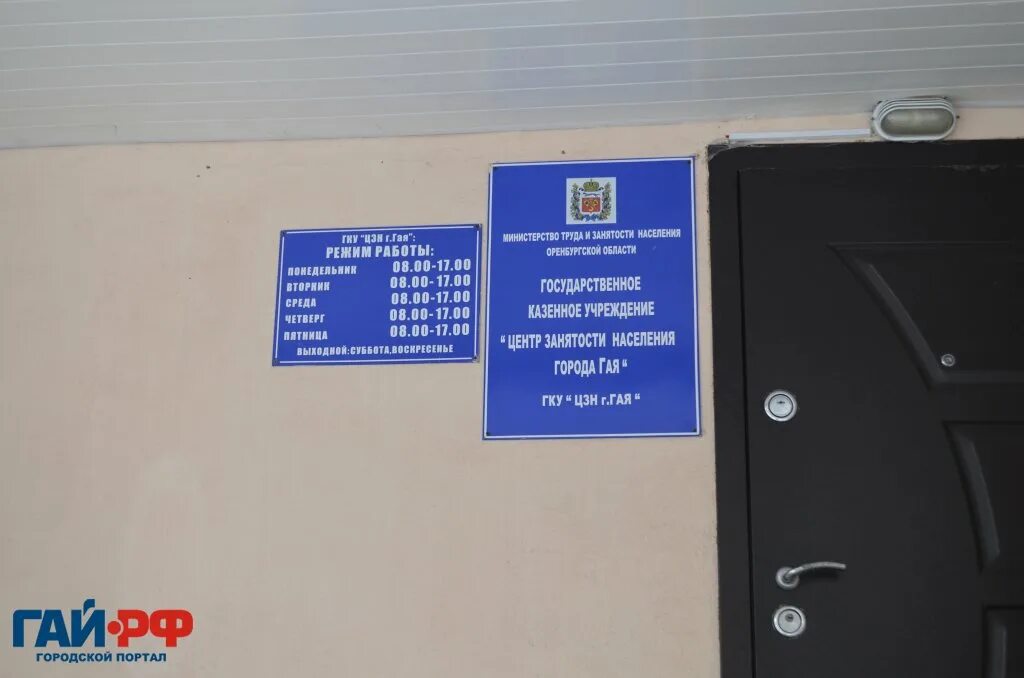 ГКУ "ЦЗН г.Гая":
РЕЖИМ РАБОТЫ:
ПОНЕДЕЛЬНИК 08.00-17.00
ВТОРНИК 08.00-17.00
СРЕДА 08.00-17.00
ЧЕТВЕРГ 08.00-17.00
ПЯТНИЦА 08.00-17.00
ВЫХОДНОЙ:СУББОТА,ВОСКРЕСЕНЬЕ
МИНИСТЕРСТВО ТРУДА И ЗАНЯТОСТИ НАСЕЛЕНИЯ
ОРЕНБУРГСКОЙ ОБЛАСТИ
ГОСУДАРСТВЕННОЕ
КАЗЕННОЕ УЧРЕЖДЕНИЕ
" ЦЕНТР ЗАНЯТОСТИ НАСЕЛЕНИЯ
ГОРОДА ГАЯ "
ГКУ " ЦЗН г.ГАЯ "
ГАЙ·РФ
ГОРОДСКОЙ ПОРТАЛ